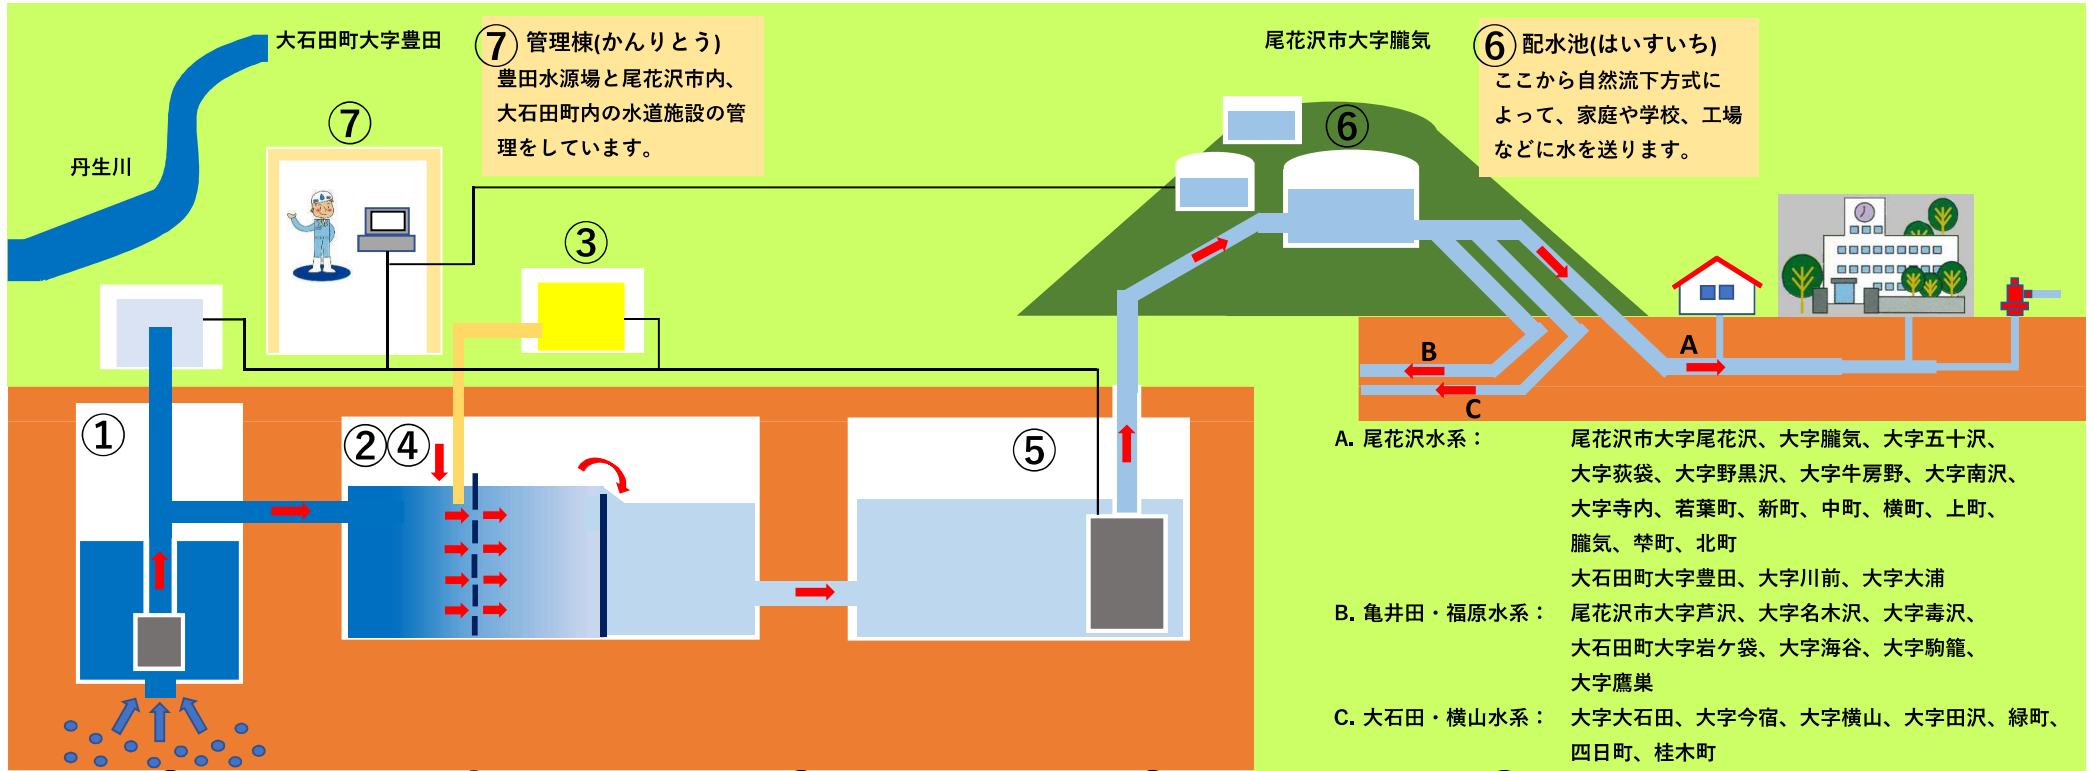 大石田町大字豊田
丹生川
⑦ 管理棟(かんりとう)
豊田水源場と尾花沢市内、
大石田町内の水道施設の管
理をしています。
⑦
③
尾花沢市大字朧気
⑥ 配水池(はいすいち)
ここから自然流下方式に
よって、家庭や学校、工場
などに水を送ります。
⑥
①
②④
⑤
B
A
C
A. 尾花沢水系： 尾花沢市大字尾花沢、大字朧気、大字五十沢、
大字荻袋、大字野黒沢、大字牛房野、大字南沢、
大字寺内、若葉町、新町、中町、横町、上町、
朧気、梺町、北町
大石田町大字豊田、大字川前、大字大浦
B. 亀井田・福原水系： 尾花沢市大字芦沢、大字名木沢、大字毒沢、
大石田町大字岩ケ袋、大字海谷、大字駒籠、
大字鷹巣
C. 大石田・横山水系： 大字大石田、大字今宿、大字横山、大字田沢、緑町、
四日町、桂木町